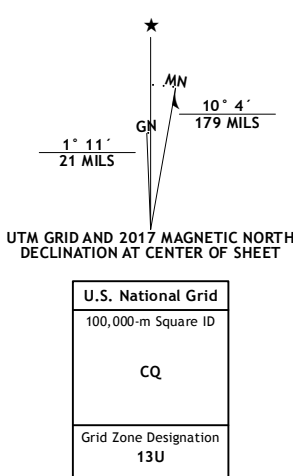 ★
MN
GN
10° 4´
179 MILS
1° 11´
21 MILS
UTM GRID AND 2017 MAGNETIC NORTH
DECLINATION AT CENTER OF SHEET
U.S. National Grid
100,000-m Square ID
CQ
Grid Zone Designation
13U